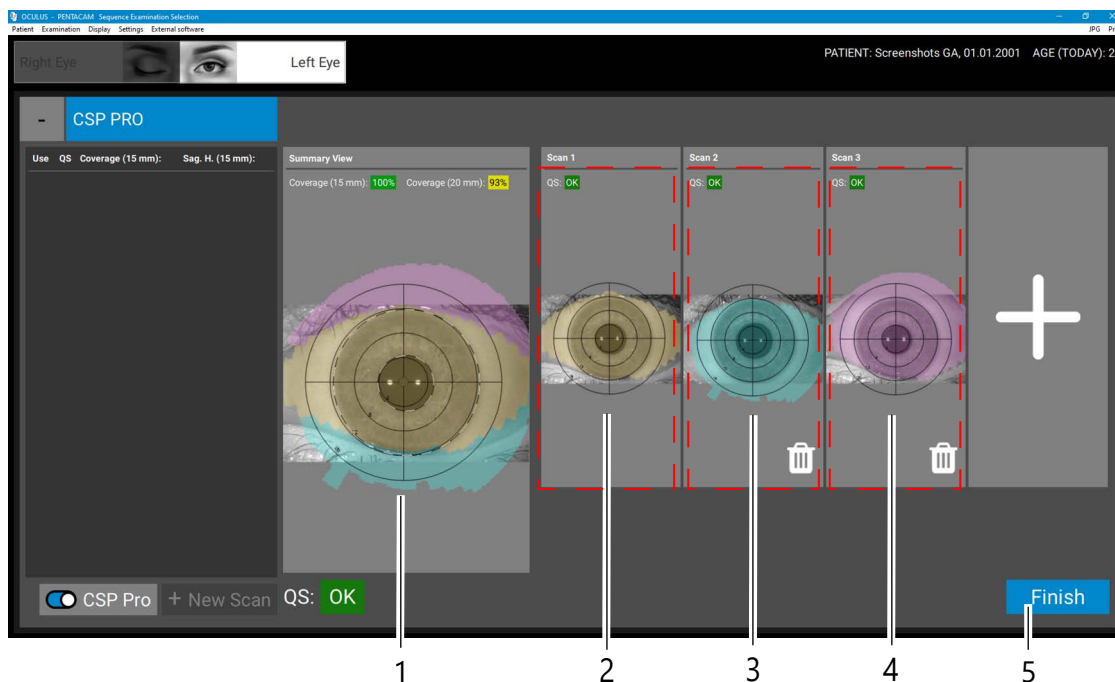 OCULUS - PENTACAM Sequence Examination Selection
Patient Examination Display Settings External software JPG
Right Eye Left Eye PATIENT: Screenshots GA, 01.01.2001 AGE (TODAY): 2
- CSP PRO
Use QS Coverage (15 mm): Sag. H. (15 mm): Summary View Scan 1 Scan 2 Scan 3
Coverage (15 mm): 100% Coverage (20 mm): 93% QS: OK QS: OK QS: OK
CSP Pro + New Scan QS: OK Finish
1 2 3 4 5